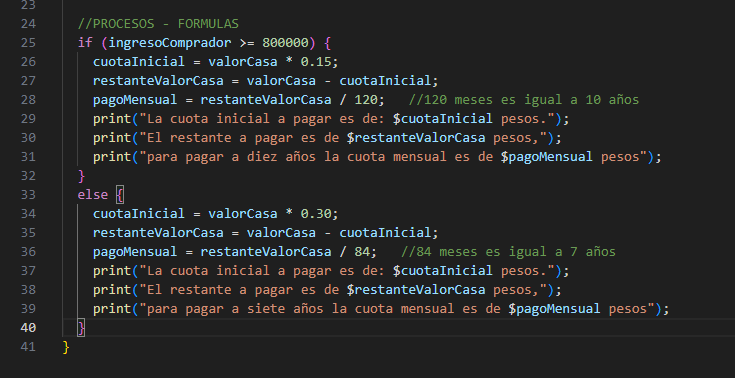 23
24 //PROCESOS - FORMULAS
25 if (ingresoComprador >= 800000) {
26 cuotaInicial = valorCasa * 0.15;
27 restanteValorCasa = valorCasa - cuotaInicial;
28 pagoMensual = restanteValorCasa / 120; //120 meses es igual a 10 años
29 print("La cuota inicial a pagar es de: $cuotaInicial pesos.");
30 print("El restante a pagar es de $restanteValorCasa pesos,");
31 print("para pagar a diez años la cuota mensual es de $pagoMensual pesos");
32 }
33 else {
34 cuotaInicial = valorCasa * 0.30;
35 restanteValorCasa = valorCasa - cuotaInicial;
36 pagoMensual = restanteValorCasa / 84; //84 meses es igual a 7 años
37 print("La cuota inicial a pagar es de: $cuotaInicial pesos.");
38 print("El restante a pagar es de $restanteValorCasa pesos,");
39 print("para pagar a siete años la cuota mensual es de $pagoMensual pesos");
40 }
41 }